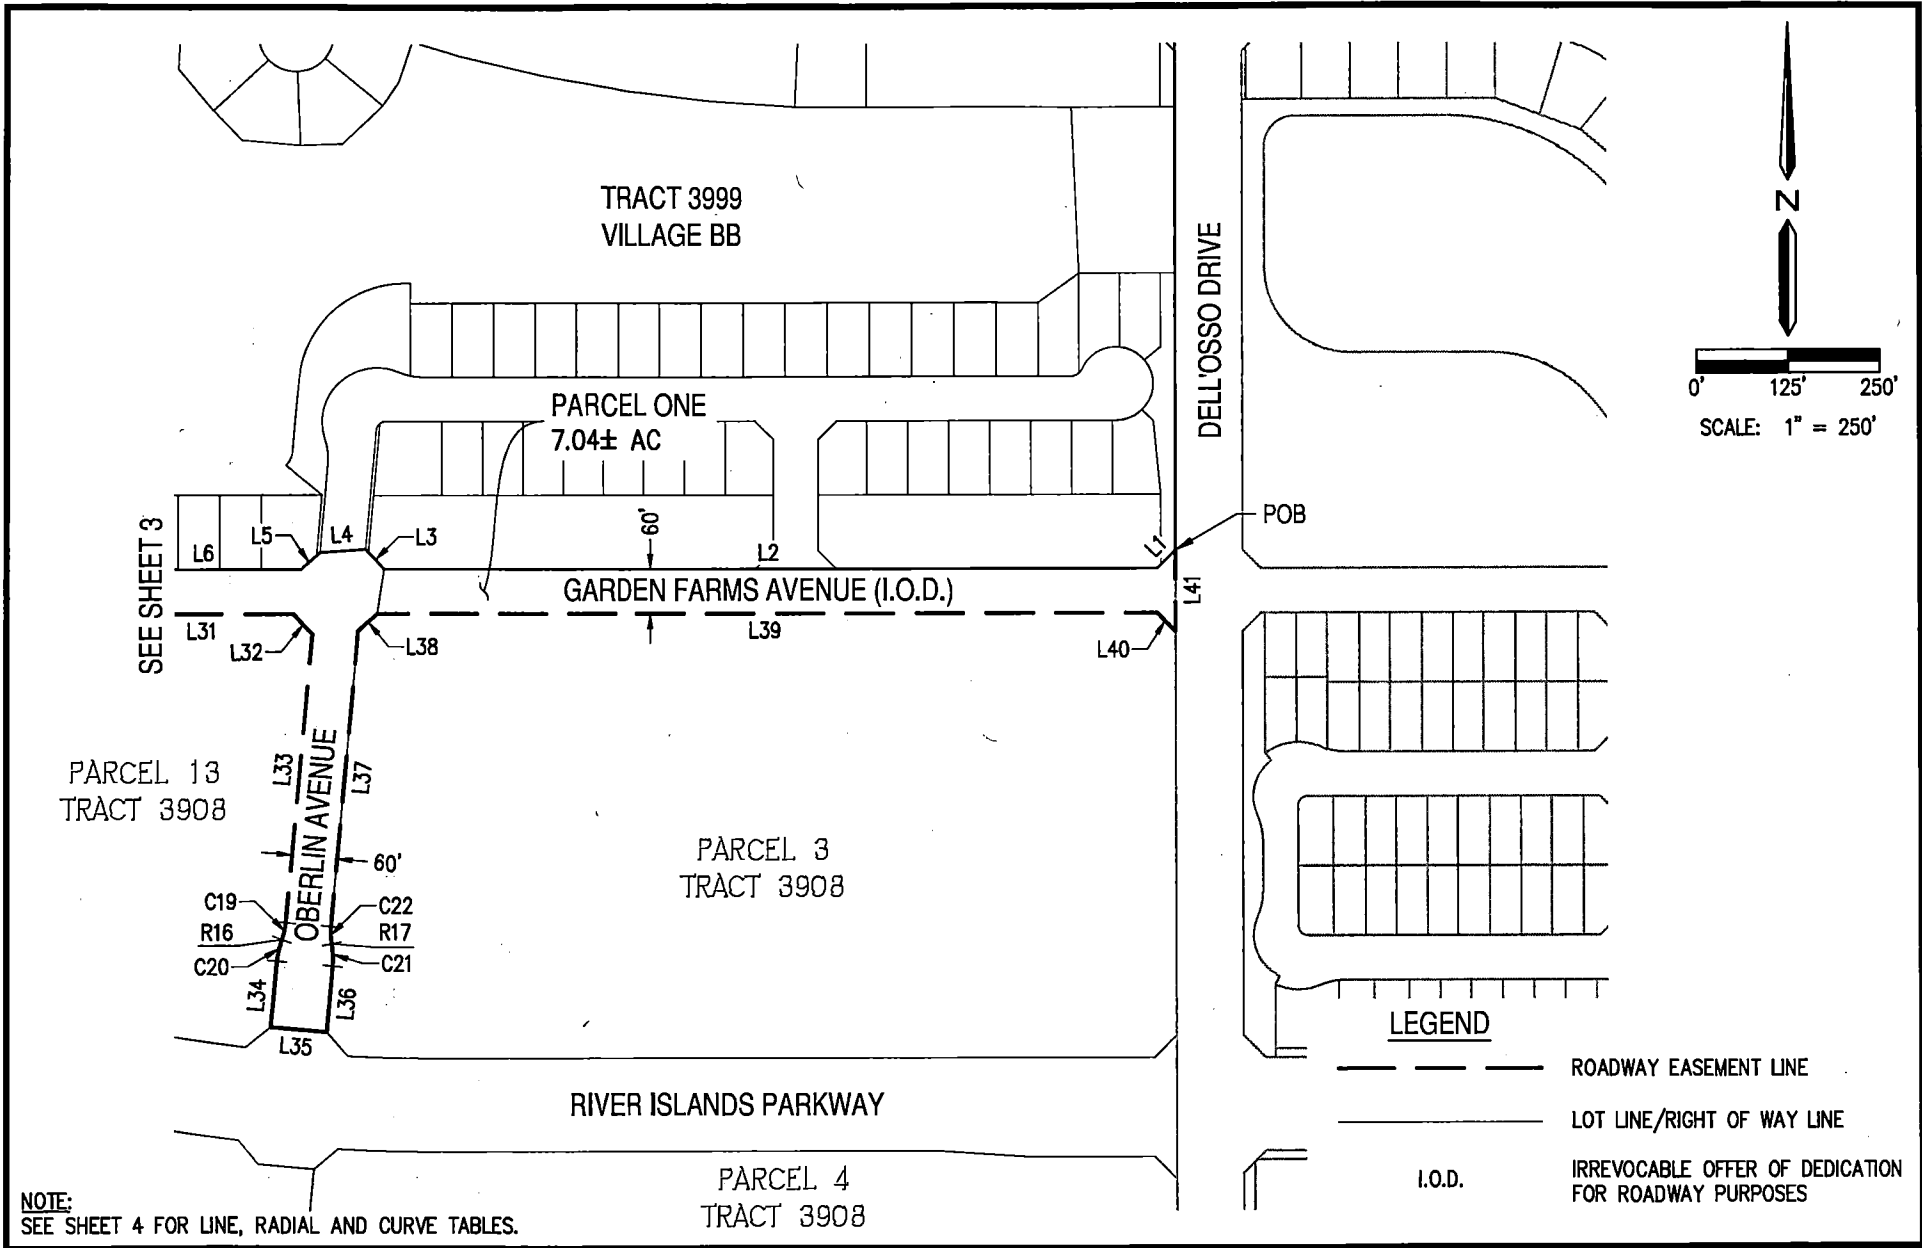 TRACT 3999
VILLAGE BB
DELL'OSSO DRIVE
N
0' 125' 250'
SCALE: 1" = 250'
PARCEL ONE
7.04± AC
POB
SEE SHEET 3
L6
L5
L4
L3
60'
L2
L1
GARDEN FARMS AVENUE (I.O.D.)
L41
L31
L32
L38
L39
L40
PARCEL 13
TRACT 3908
L33
OBERLIN AVENUE
L37
60'
PARCEL 3
TRACT 3908
C19
R16
C20
C22
R17
C21
L34
L36
L35
RIVER ISLANDS PARKWAY
PARCEL 4
TRACT 3908
LEGEND
ROADWAY EASEMENT LINE
LOT LINE/RIGHT OF WAY LINE
I.O.D. IRREVOCABLE OFFER OF DEDICATION
FOR ROADWAY PURPOSES
NOTE:
SEE SHEET 4 FOR LINE, RADIAL AND CURVE TABLES.